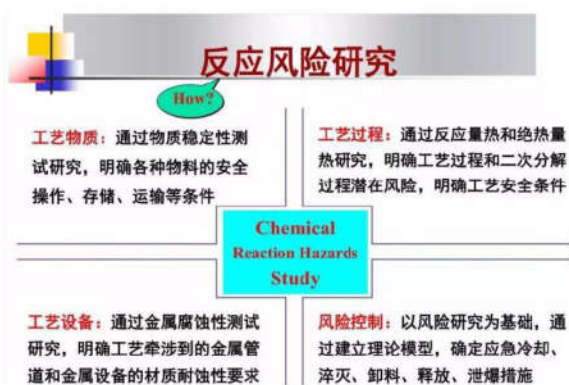 反应风险研究
How?
工艺物质：通过物质稳定性测
试研究，明确各种物料的安全
操作、存储、运输等条件
工艺过程：通过反应量热和绝热量
热研究，明确工艺过程和二次分解
过程潜在风险，明确工艺安全条件
Chemical
Reaction Hazards
Study
工艺设备：通过金属腐蚀性测试
研究，明确工艺牵涉到的金属管
道和金属设备的材质耐蚀性要求
风险控制：以风险研究为基础，通
过建立理论模型，确定应急冷却、
淬灭、卸料、释放、泄爆措施